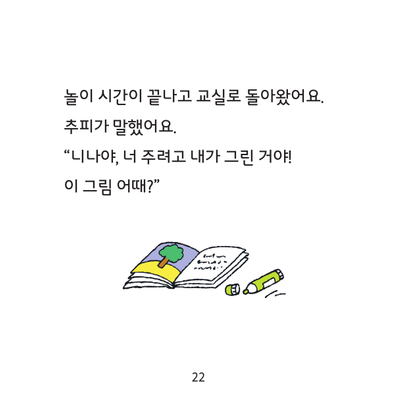 놀이 시간이 끝나고 교실로 돌아왔어요.
추피가 말했어요.
“니나야, 너 주려고 내가 그린 거야!
이 그림 어때?”
22